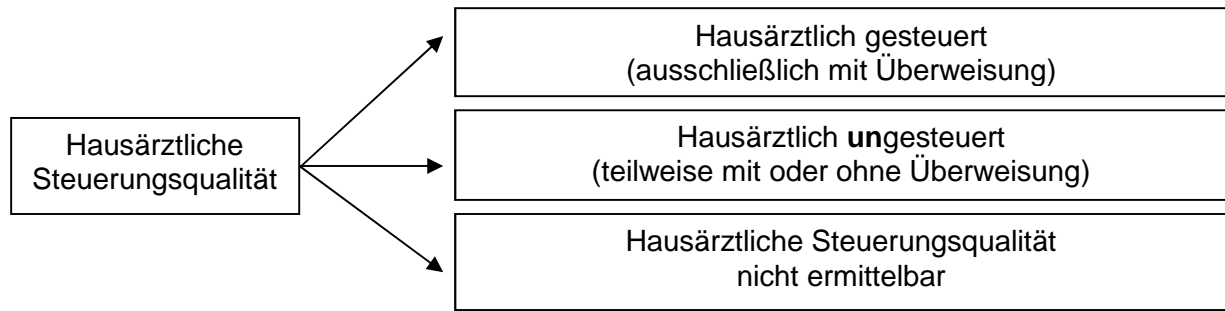 Hausärztliche
Steuerungsqualität
Hausärztlich gesteuert
(ausschließlich mit Überweisung)
Hausärztlich ungesteuert
(teilweise mit oder ohne Überweisung)
Hausärztliche Steuerungsqualität
nicht ermittelbar